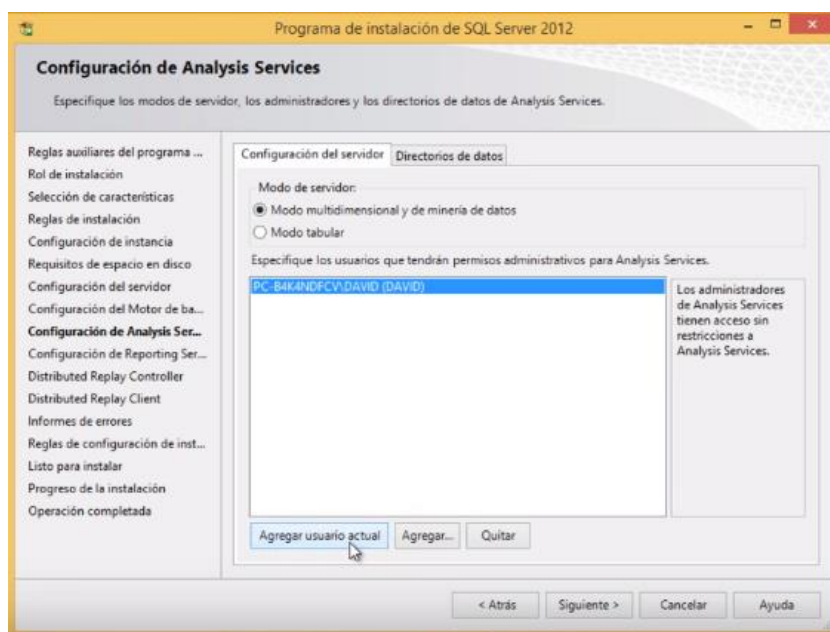 Programa de instalación de SQL Server 2012
Configuración de Analysis Services
Especifique los modos de servidor, los administradores y los directorios de datos de Analysis Services.
Reglas auxiliares del programa ...
Rol de instalación
Selección de características
Reglas de instalación
Configuración de instancia
Requisitos de espacio en disco
Configuración del servidor
Configuración del Motor de ba...
Configuración de Analysis Ser...
Configuración de Reporting Ser...
Distributed Replay Controller
Distributed Replay Client
Informes de errores
Reglas de configuración de inst...
Listo para instalar
Progreso de la instalación
Operación completada
Configuración del servidor Directorios de datos
Modo de servidor:
Modo multidimensional y de minería de datos
Modo tabular
Especifique los usuarios que tendrán permisos administrativos para Analysis Services.
PC-B4K4NDFCV\DAVID (DAVID)
Los administradores
de Analysis Services
tienen acceso sin
restricciones a
Analysis Services.
Agregar usuario actual Agregar... Quitar
< Atrás Siguiente > Cancelar Ayuda